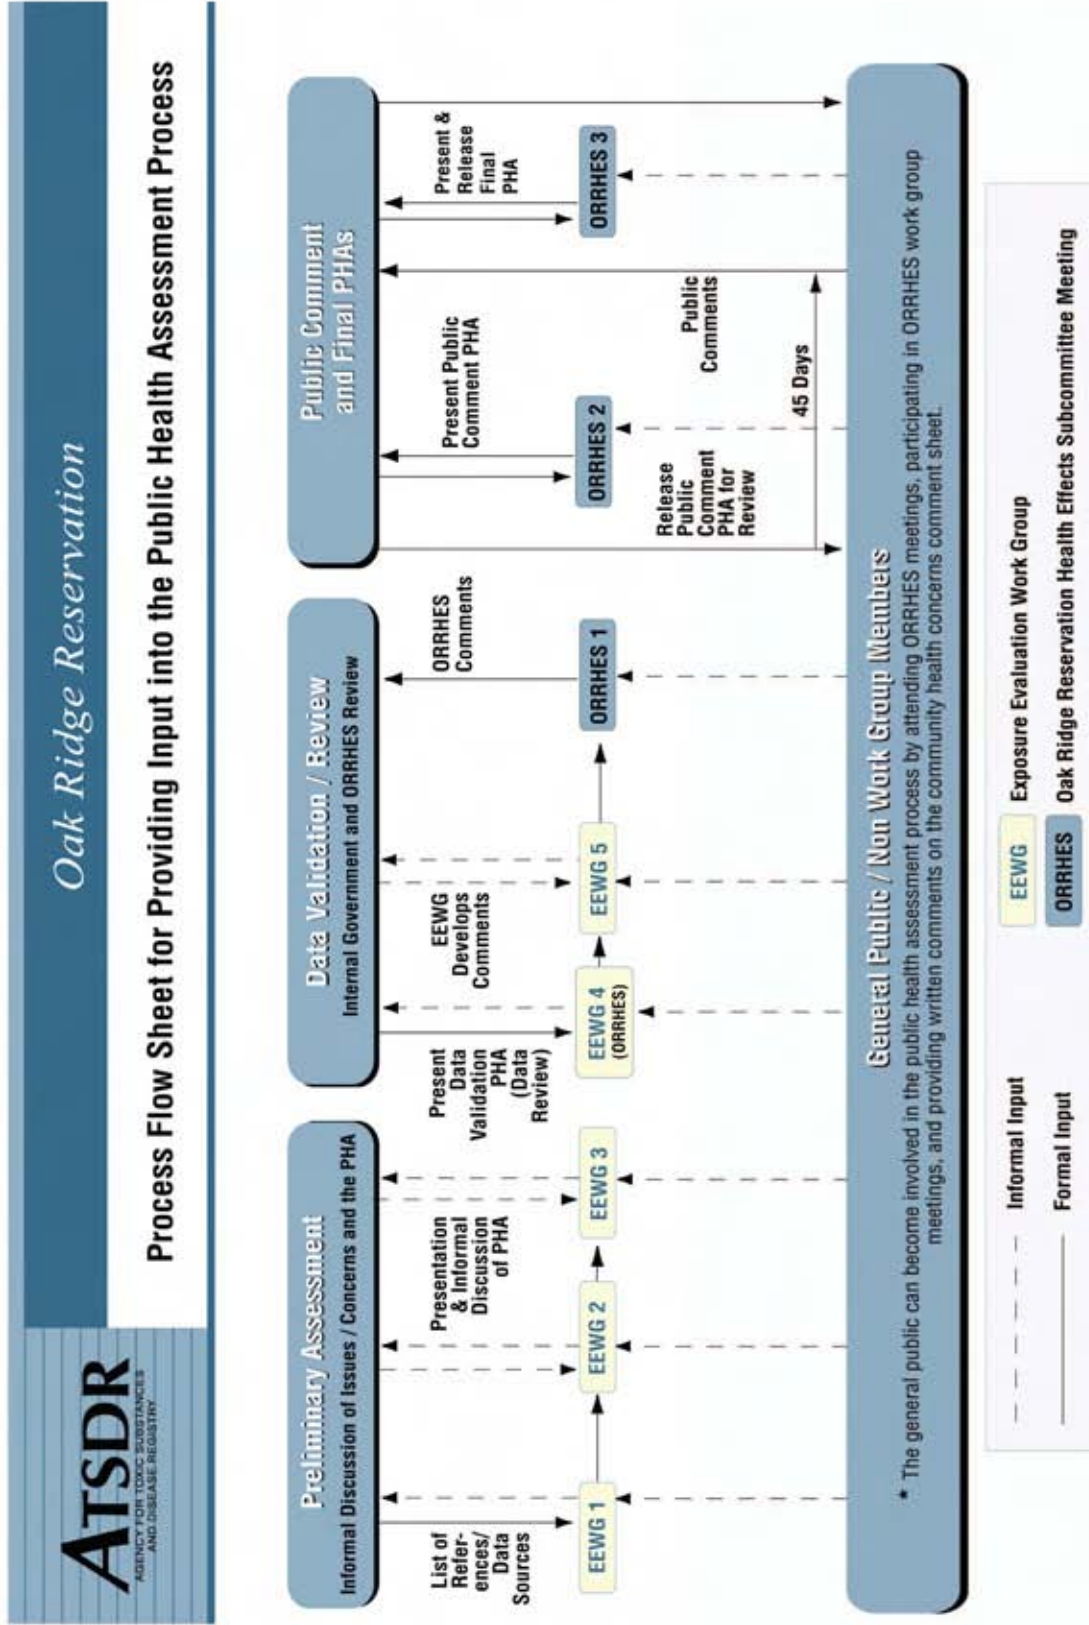 Oak Ridge Reservation
ATSDR
AGENCY FOR TOXIC SUBSTANCES
AND DISEASE REGISTRY
Process Flow Sheet for Providing Input into the Public Health Assessment Process
Preliminary Assessment
Informal Discussion of Issues / Concerns and the PHA
Data Validation / Review
Internal Government and ORRHES Review
Public Comment
and Final PHAs
List of
Refer-
ences/
Data
Sources
Presentation
& Informal
Discussion
of PHA
Present
Data
Validation
PHA
(Data
Review)
EEWG
Develops
Comments
ORRHES
Comments
Present Public
Comment PHA
Present &
Release
Final
PHA
EEWG 1
EEWG 2
EEWG 3
EEWG 4
(ORRHES)
EEWG 5
ORRHES 1
ORRHES 2
ORRHES 3
Release
Public
Comment
PHA for
Review
Public
Comments
45 Days
General Public / Non Work Group Members
* The general public can become involved in the public health assessment process by attending ORRHES meetings, participating in ORRHES work group
meetings, and providing written comments on the community health concerns comment sheet.
Informal Input
Formal Input
EEWG
Exposure Evaluation Work Group
ORRHES
Oak Ridge Reservation Health Effects Subcommittee Meeting